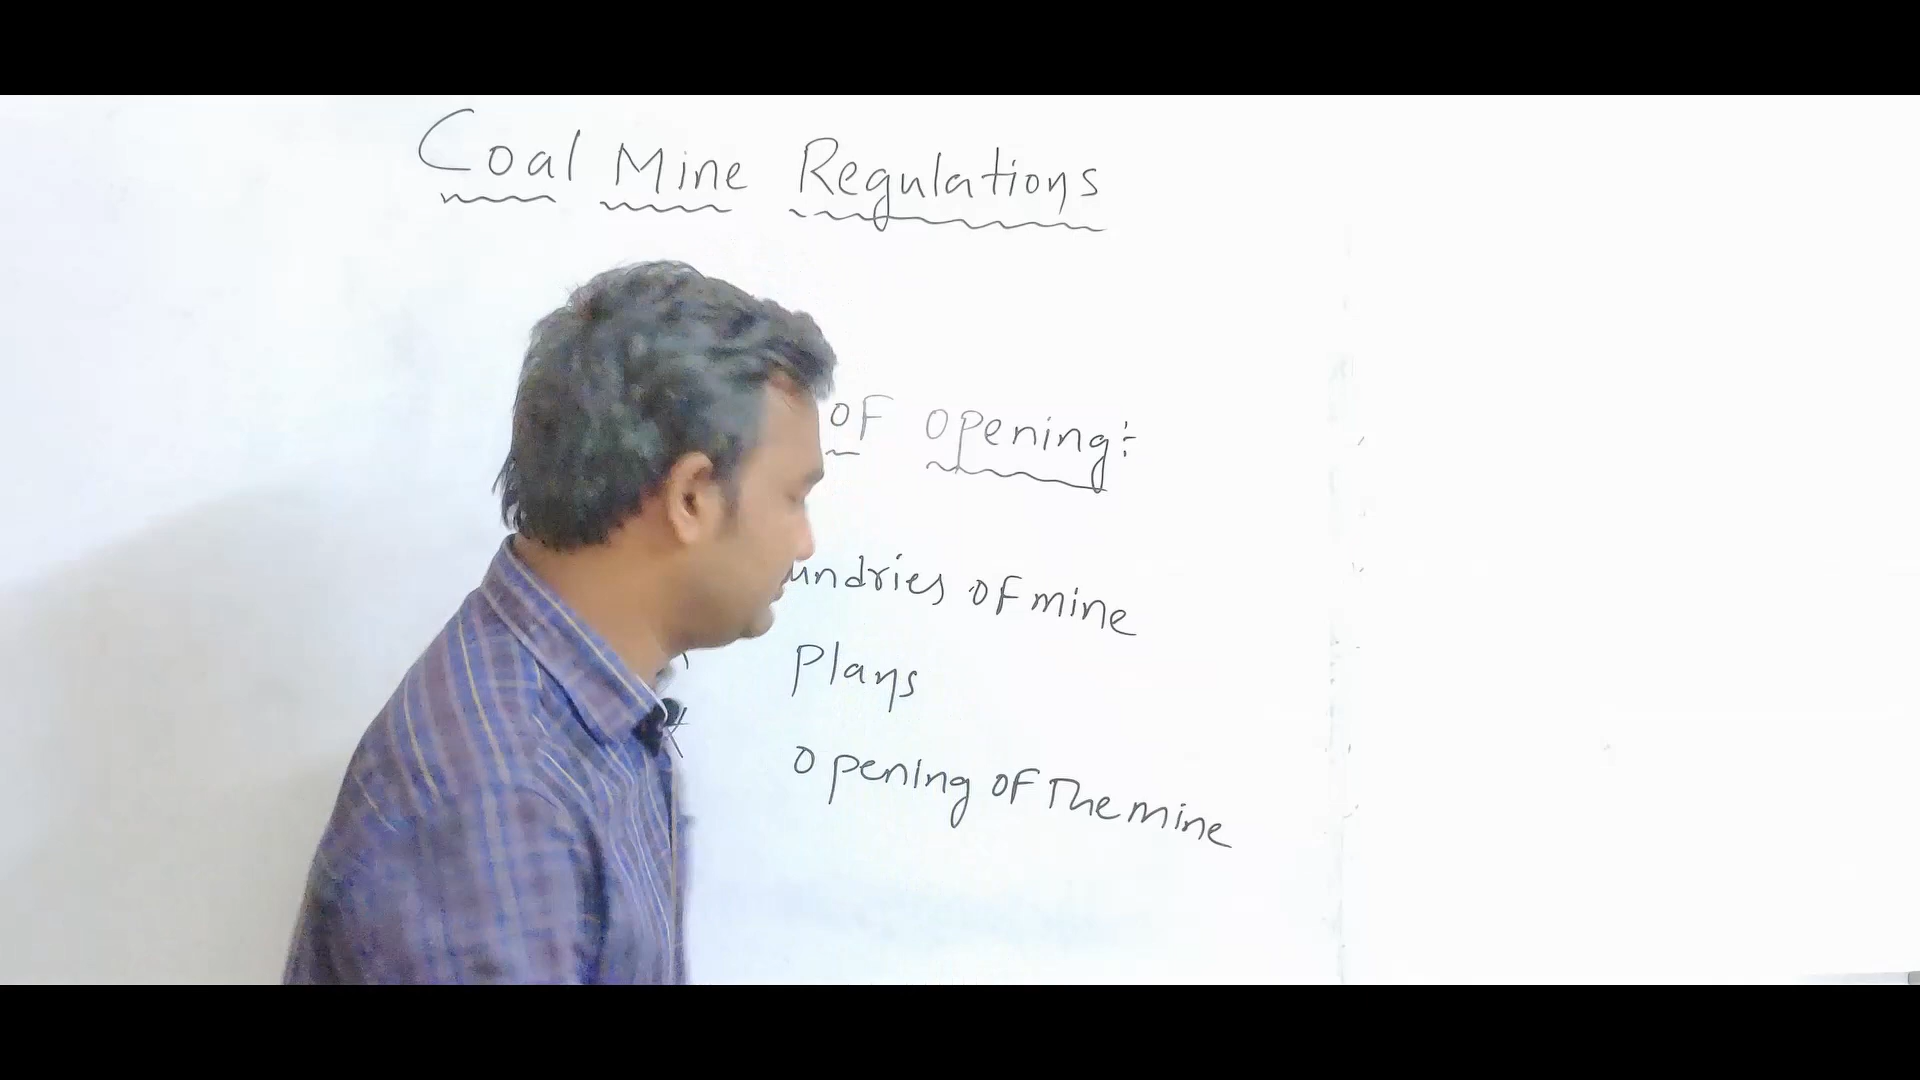 Coal Mine Regulations
OF opening:
undries of mine
Plans
opening of The mine